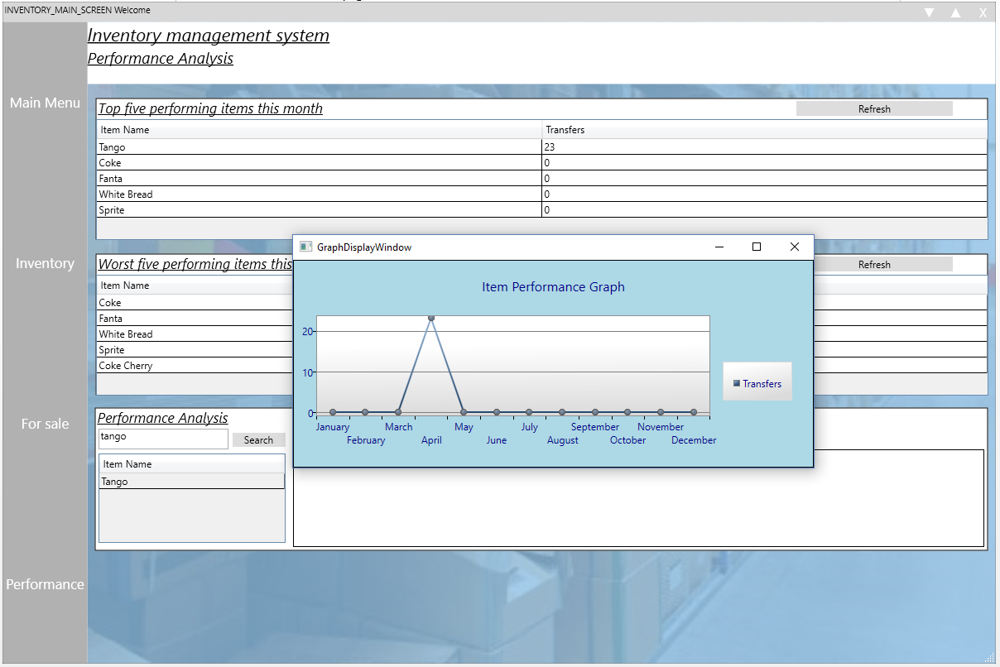 INVENTORY_MAIN_SCREEN Welcome
X
Inventory management system
Performance Analysis
Main Menu
Inventory
For sale
Performance
Top five performing items this month
Refresh
Item Name Transfers
Tango 23
Coke 0
Fanta 0
White Bread 0
Sprite 0
Worst five performing items this
Refresh
Item Name
Coke
Fanta
White Bread
Sprite
Coke Cherry
Performance Analysis
tango
Search
Item Name
Tango
GraphDisplayWindow
Item Performance Graph
20
10
0
January February March April May June July August September October November December
Transfers